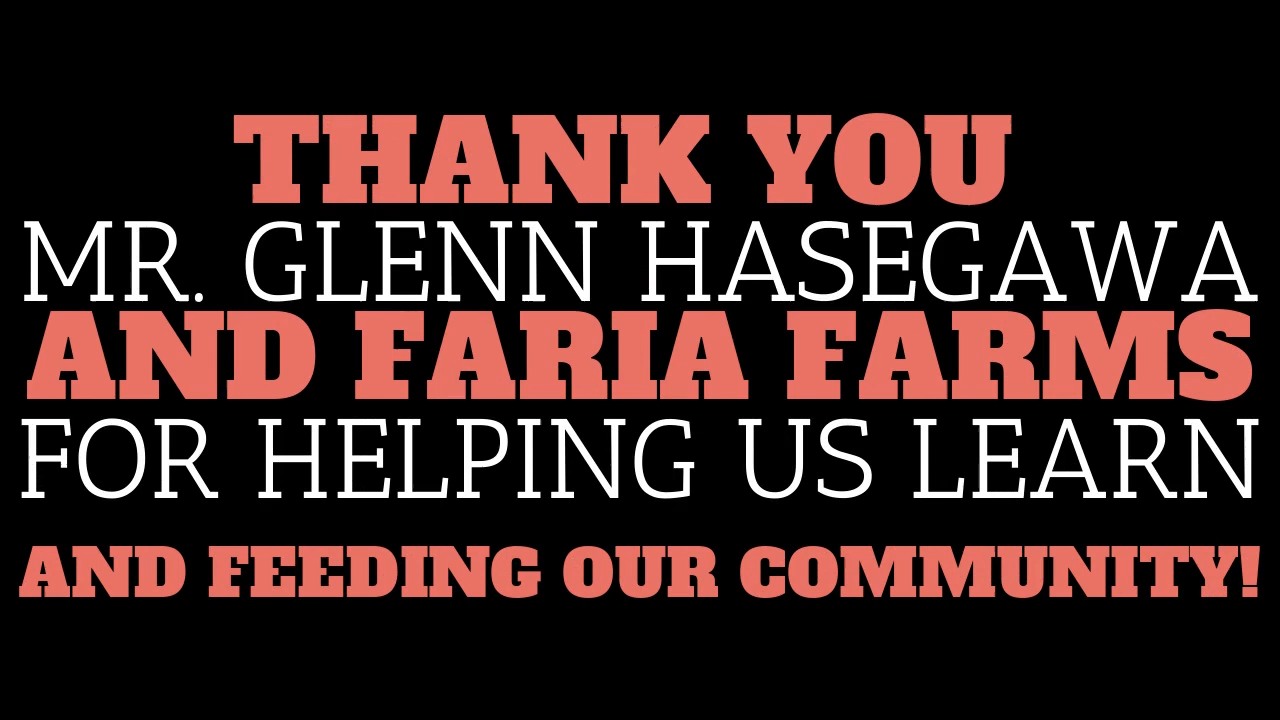 THANK YOU
MR. GLENN HASEGAWA
AND FARIA FARMS
FOR HELPING US LEARN
AND FEEDING OUR COMMUNITY!